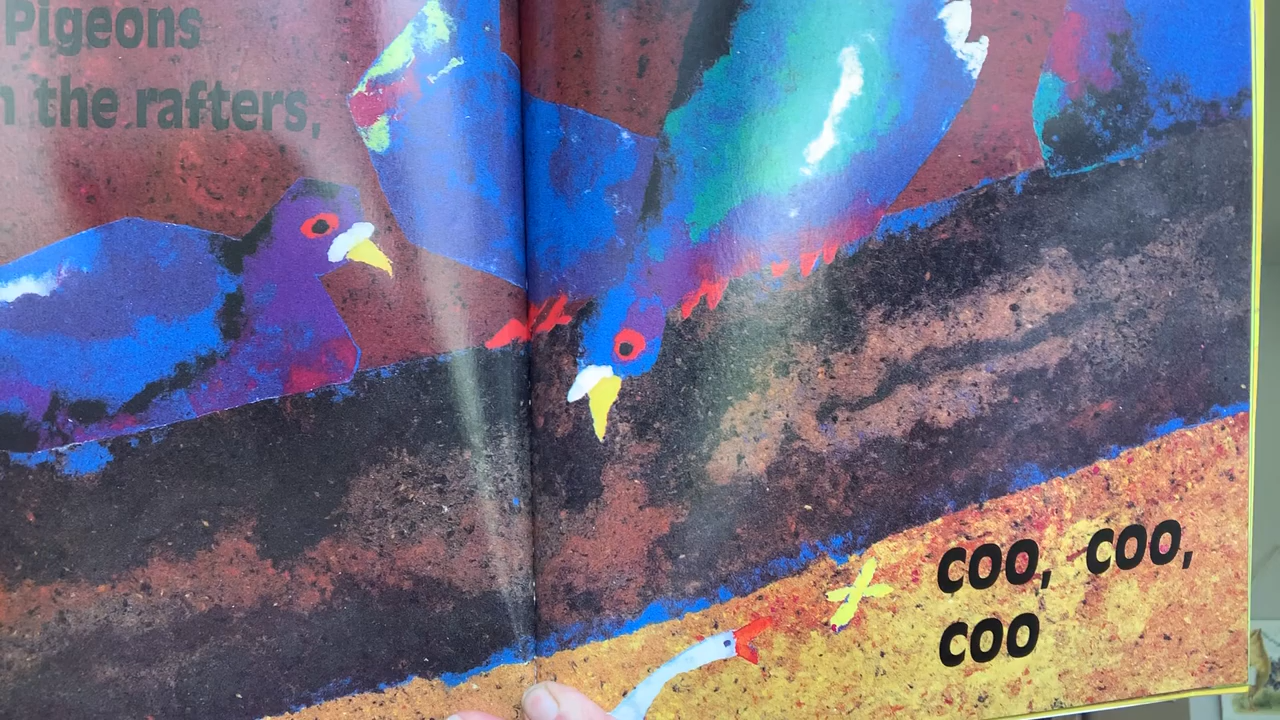 Pigeons
the rafters,
coo, coo,
coo